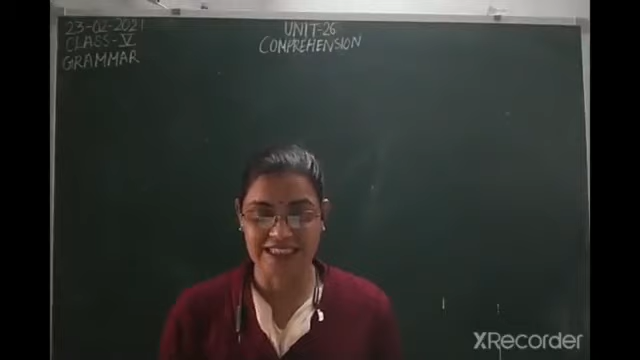 23-02-2021
CLASS-V
GRAMMAR
UNIT-26
COMPREHENSION
XRecorder